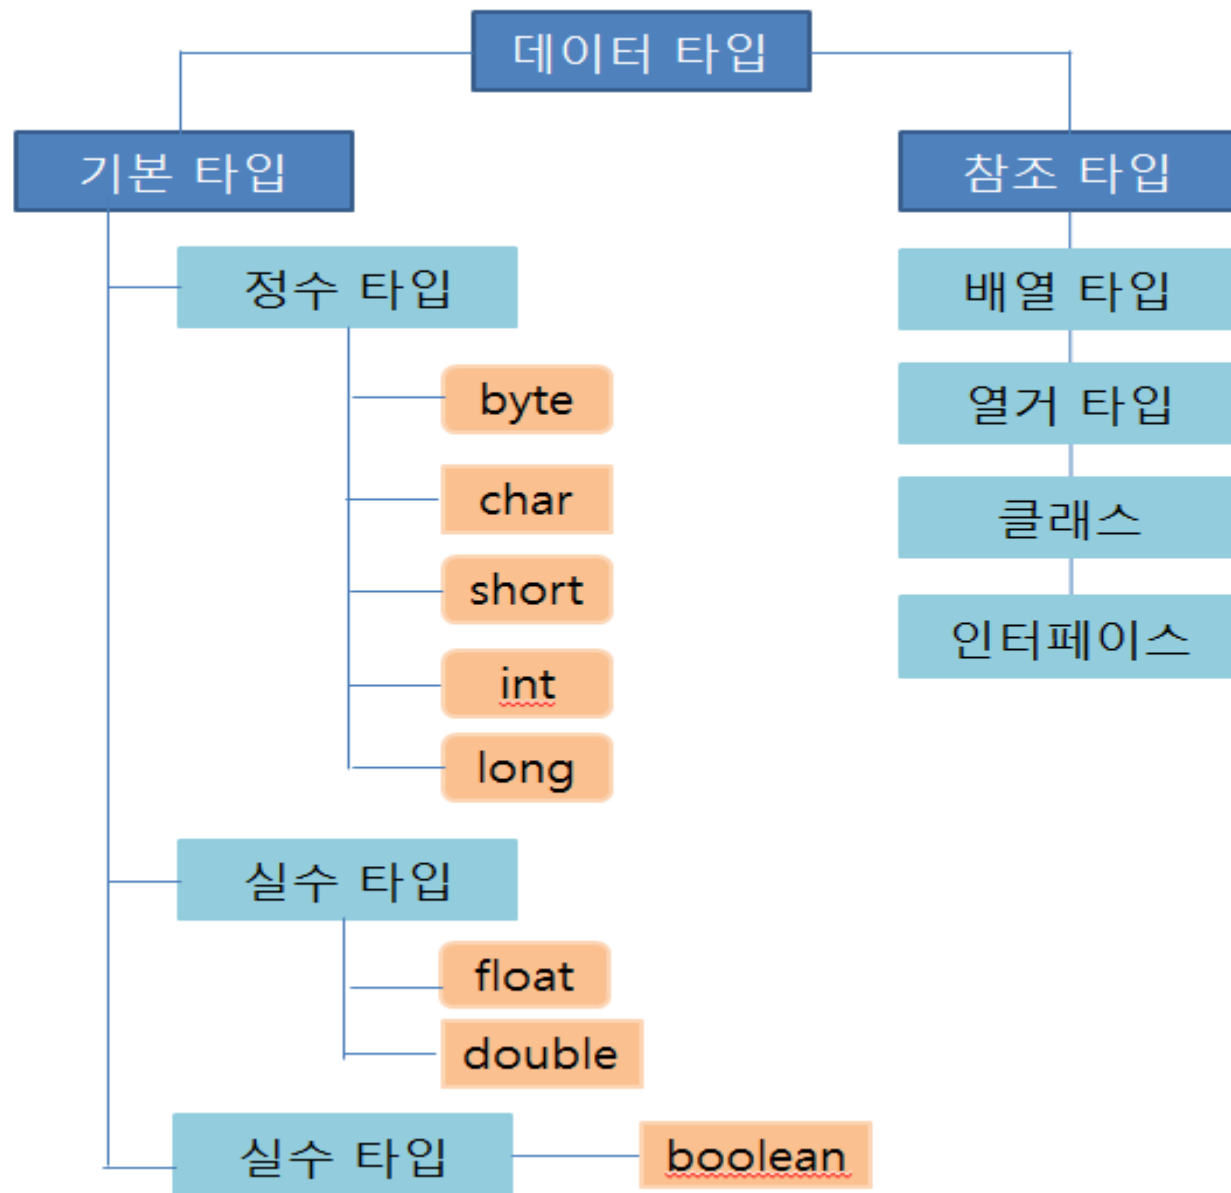 데이터 타입
기본 타입
참조 타입
정수 타입
byte
char
short
int
long
실수 타입
float
double
실수 타입
boolean
배열 타입
열거 타입
클래스
인터페이스